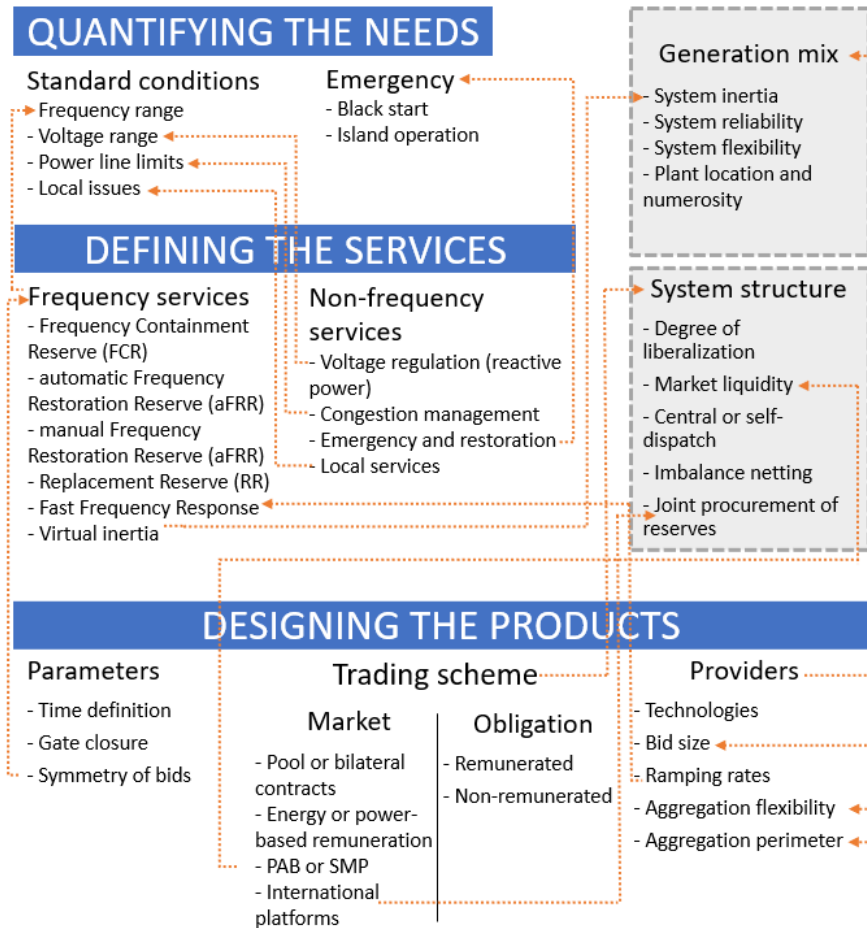 QUANTIFYING THE NEEDS
Standard conditions
- Frequency range
- Voltage range
- Power line limits
- Local issues
Emergency
- Black start
- Island operation
Generation mix
- System inertia
- System reliability
- System flexibility
- Plant location and
numerosity
DEFINING THE SERVICES
Frequency services
- Frequency Containment
Reserve (FCR)
- automatic Frequency
Restoration Reserve (aFRR)
- manual Frequency
Restoration Reserve (aFRR)
- Replacement Reserve (RR)
- Fast Frequency Response
- Virtual inertia
Non-frequency
services
- Voltage regulation (reactive
power)
- Congestion management
- Emergency and restoration
- Local services
System structure
- Degree of
liberalization
- Market liquidity
- Central or self-
dispatch
- Imbalance netting
- Joint procurement of
reserves
DESIGNING THE PRODUCTS
Parameters
- Time definition
- Gate closure
- Symmetry of bids
Trading scheme
Market
- Pool or bilateral
contracts
- Energy or power-
based remuneration
- PAB or SMP
- International
platforms
Obligation
- Remunerated
- Non-remunerated
Providers
- Technologies
- Bid size
- Ramping rates
- Aggregation flexibility
- Aggregation perimeter